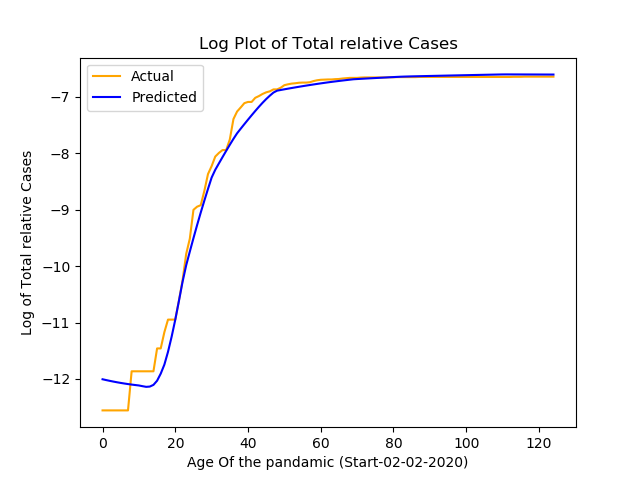 Log Plot of Total relative Cases
Actual
Predicted
Log of Total relative Cases
−7
−8
−9
−10
−11
−12
0 20 40 60 80 100 120
Age Of the pandamic (Start-02-02-2020)